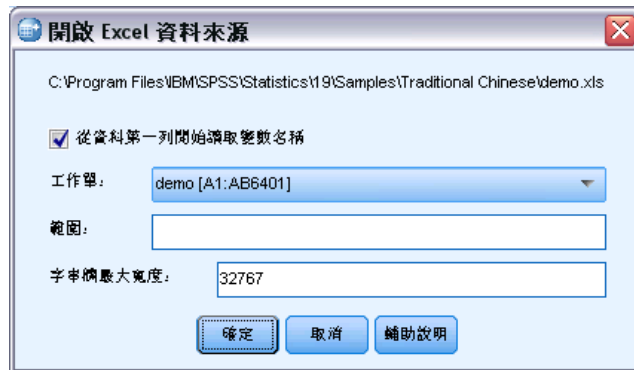 開啟 Excel 資料來源
C:\Program Files\IBM\SPSS\Statistics\19\Samples\Traditional Chinese\demo.xls
從資料第一列開始讀取變數名稱
工作單:
demo [A1:AB6401]
範圍:
字串欄最大寬度:
32767
確定
取消
輔助說明